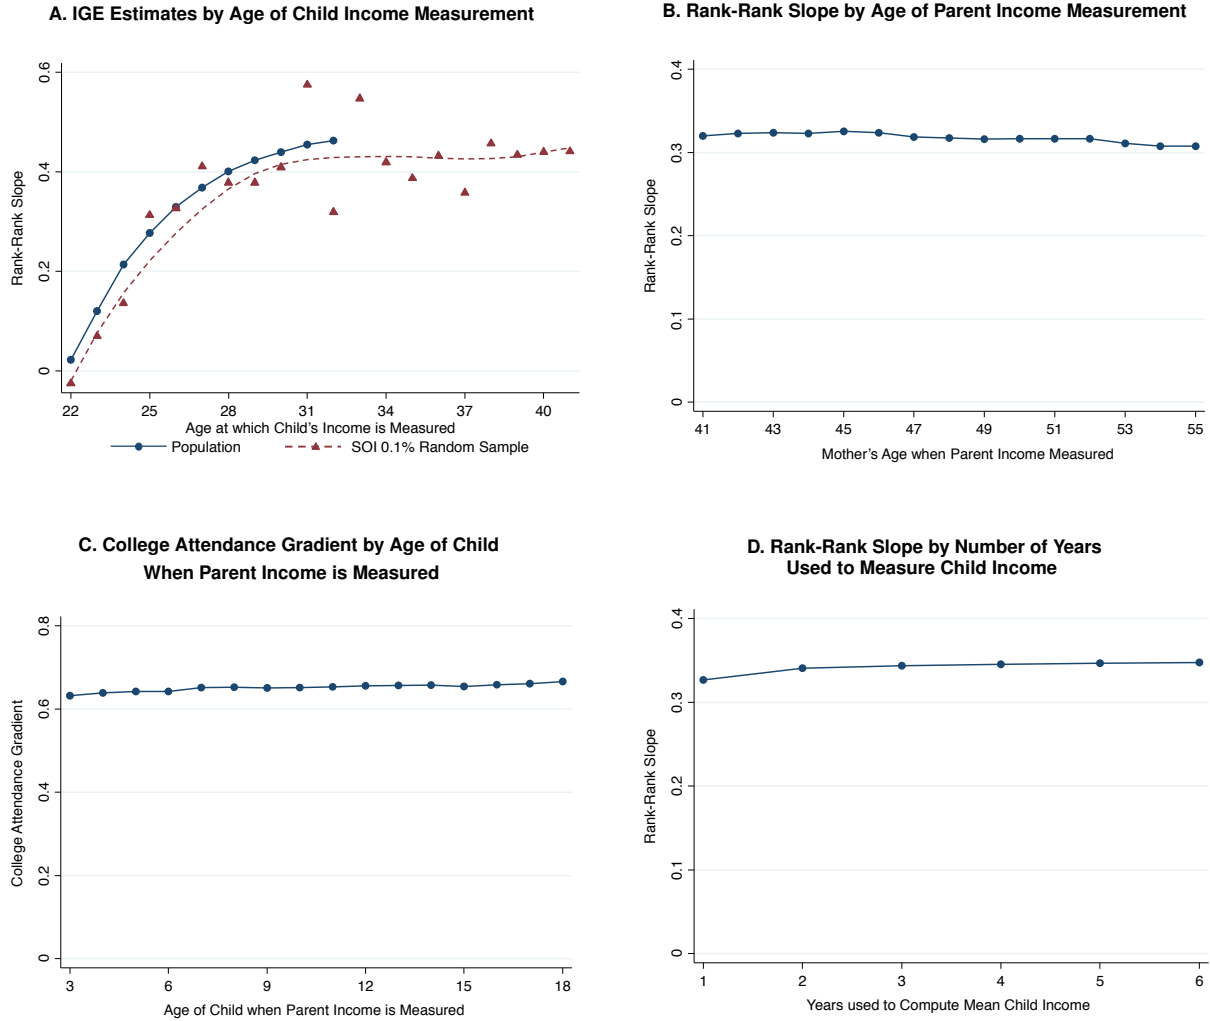 A. IGE Estimates by Age of Child Income Measurement
Rank-Rank Slope
0.6
0.4
0.2
0
22 25 28 31 34 37 40
Age at which Child's Income is Measured
Population SOI 0.1% Random Sample
B. Rank-Rank Slope by Age of Parent Income Measurement
Rank-Rank Slope
0.4
0.3
0.2
0.1
0
41 43 45 47 49 51 53 55
Mother's Age when Parent Income Measured
C. College Attendance Gradient by Age of Child
When Parent Income is Measured
College Attendance Gradient
0.8
0.6
0.4
0.2
0
3 6 9 12 15 18
Age of Child when Parent Income is Measured
D. Rank-Rank Slope by Number of Years
Used to Measure Child Income
Rank-Rank Slope
0.4
0.3
0.2
0.1
0
1 2 3 4 5 6
Years used to Compute Mean Child Income